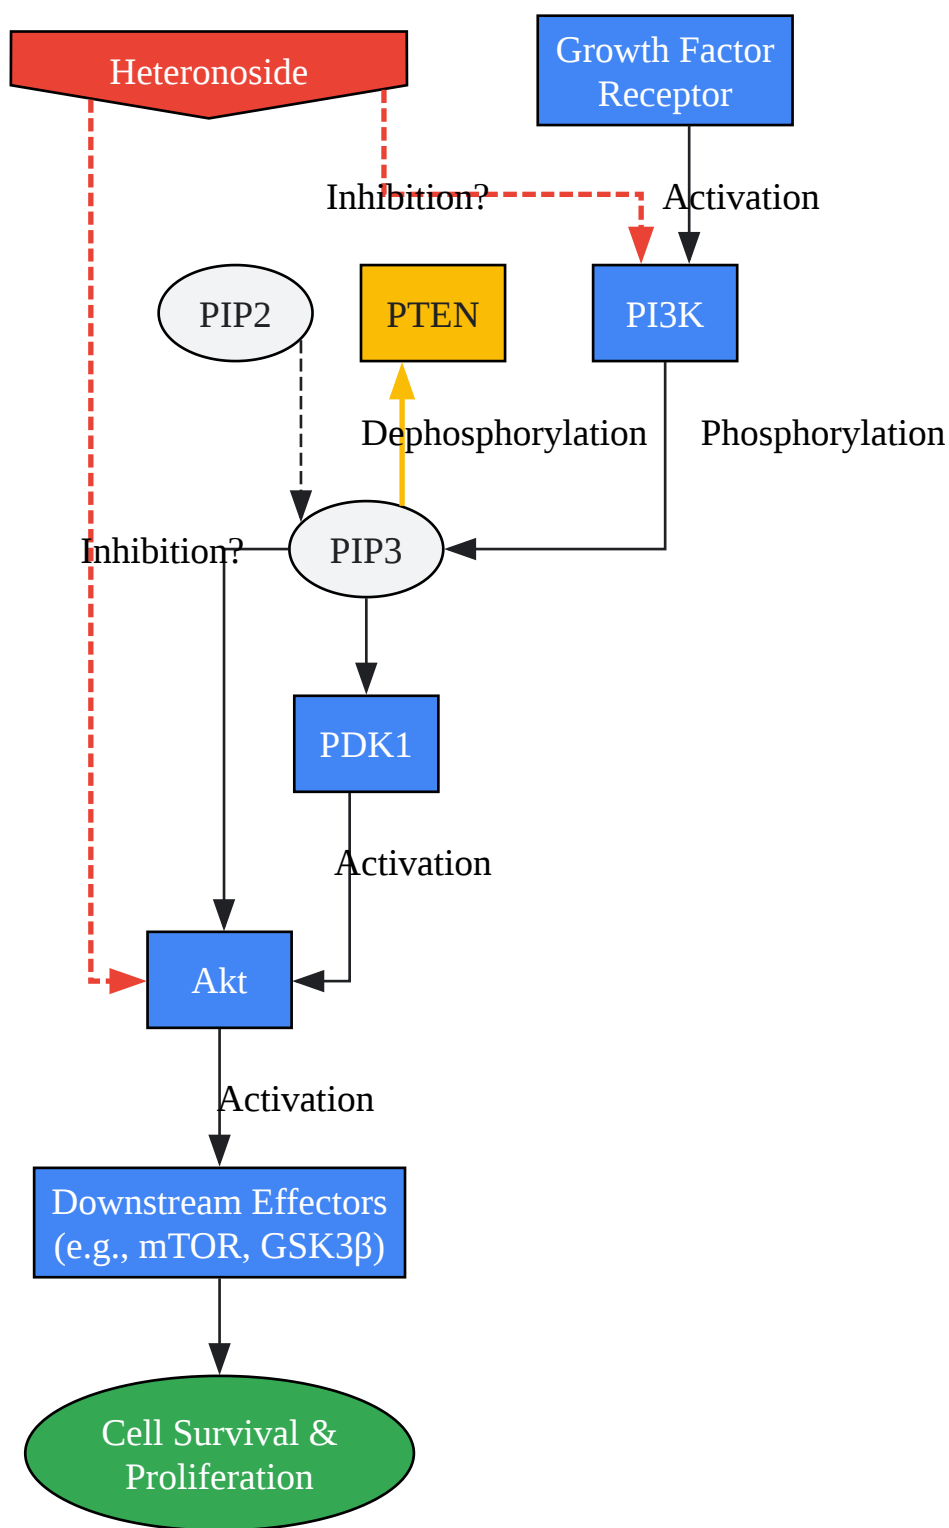 Heteronoside
Growth Factor
Receptor
Inhibition?
Activation
PIP2
PTEN
PI3K
Dephosphorylation
Phosphorylation
Inhibition?
PIP3
PDK1
Activation
Akt
Activation
Downstream Effectors
(e.g., mTOR, GSK3β)
Cell Survival &
Proliferation